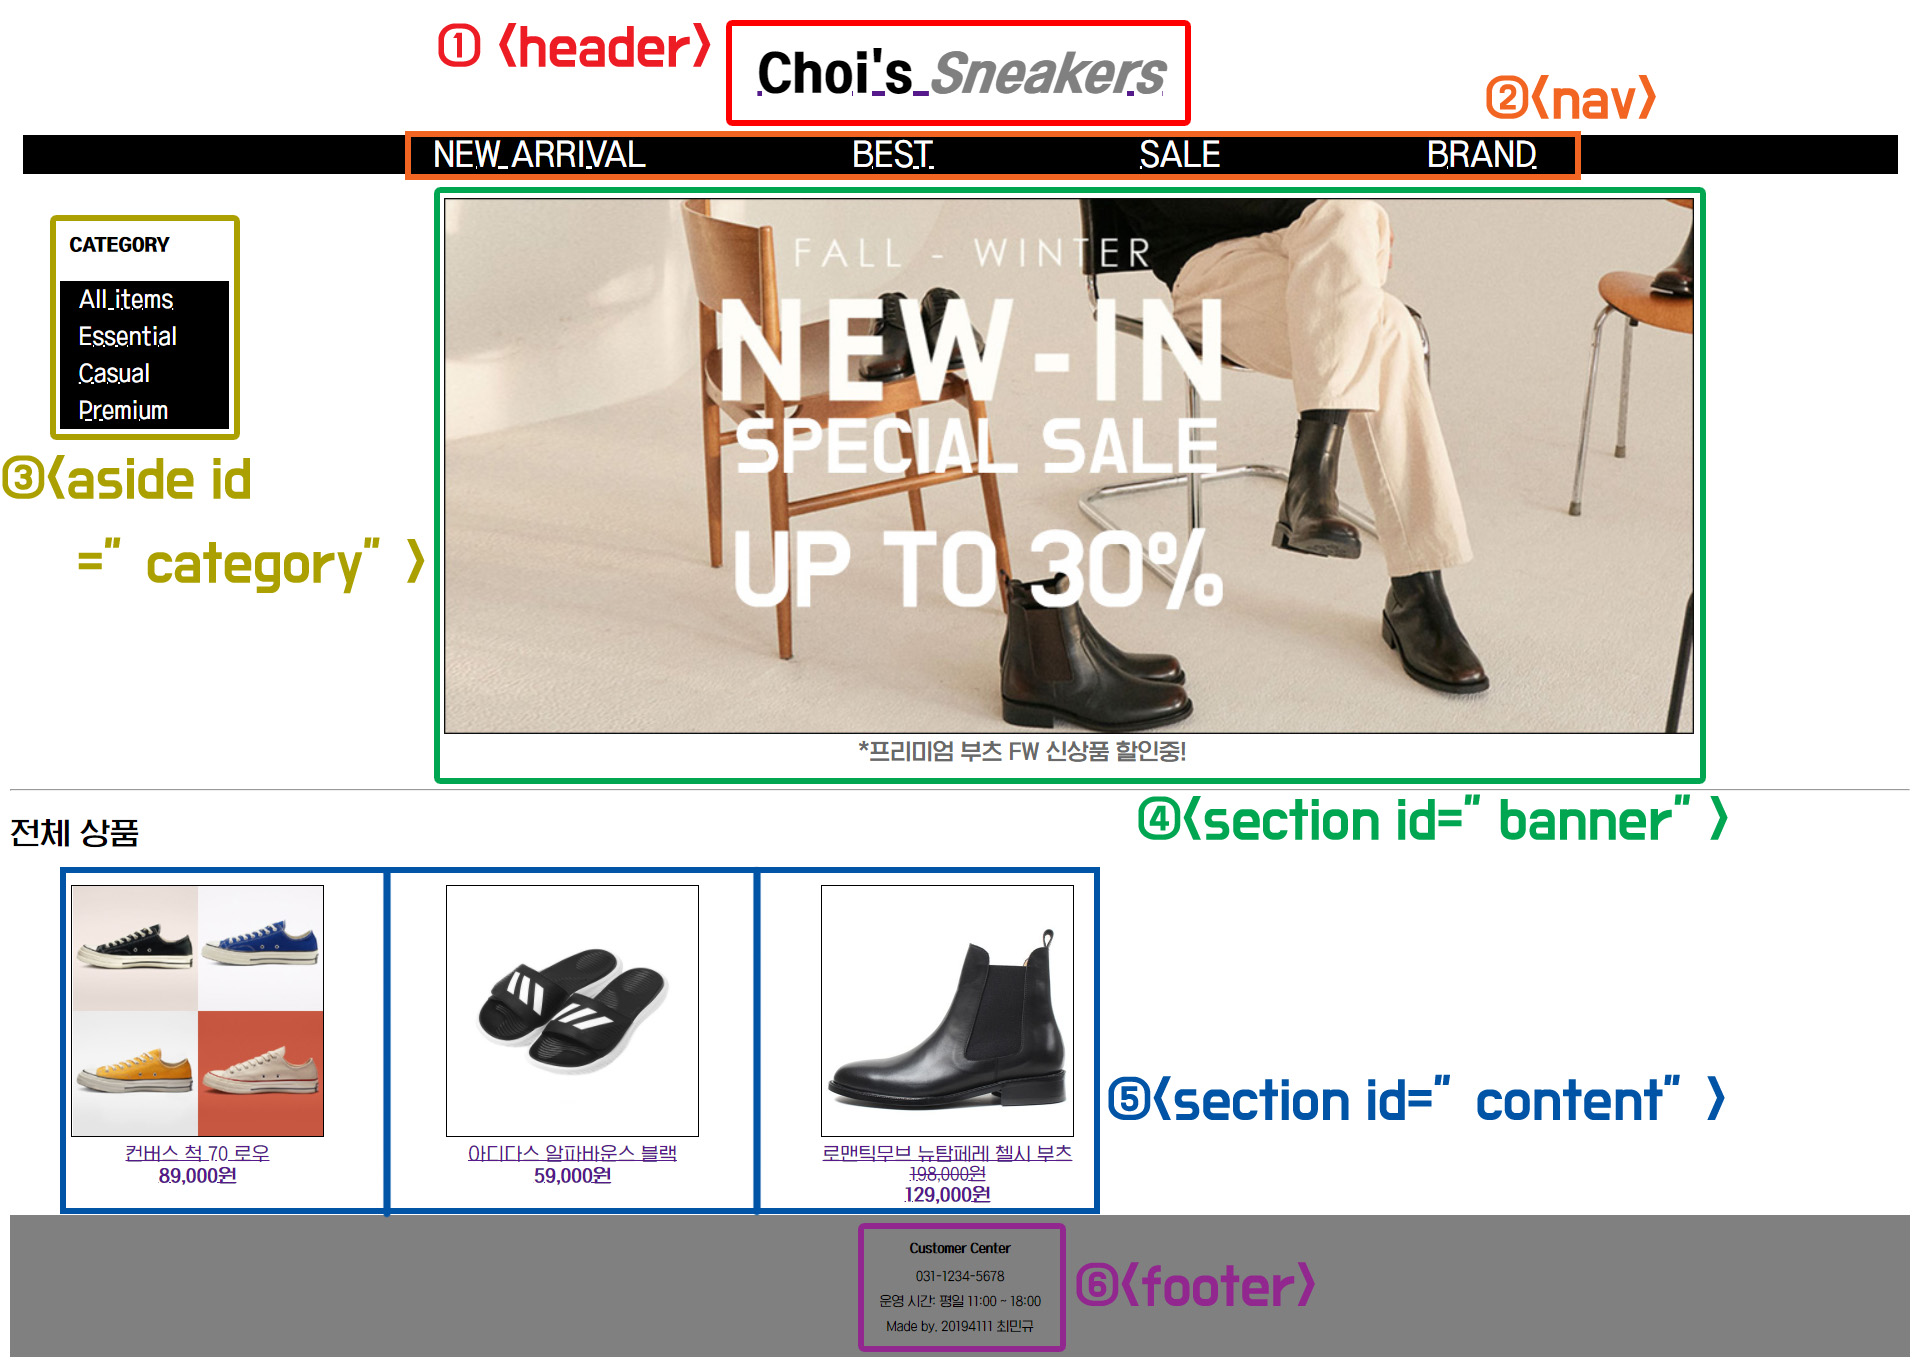 ① <header>
Choi's Sneakers
②<nav>
NEW ARRIVAL BEST SALE BRAND
CATEGORY
All items
Essential
Casual
Premium
③<aside id
=" category" >
FALL - WINTER
NEW-IN
SPECIAL SALE
UP TO 30%
*프리미엄 부츠 FW 신상품 할인중!
④<section id=" banner" >
전체 상품
컨버스 척 70 로우
89,000원
아디다스 알파바운스 블랙
59,000원
로맨틱무브 뉴탐페레 첼시 부츠
198,000원
129,000원
⑤<section id=" content" >
Customer Center
031-1234-5678
운영 시간: 평일 11:00 ~ 18:00
Made by. 20194111 최민규
⑥<footer>